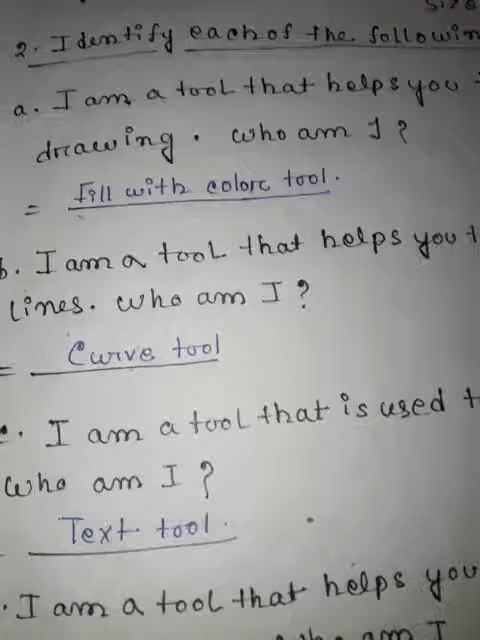 2. Identify each of the followin
a. I am a tool that helps you
drawing. who am I?
= fill with colorc tool.
b. I am a tool that helps you t
lines. who am I?
= Curve tool
c. I am a tool that is used t
who am I?
Text tool.
. I am a tool that helps you
am I